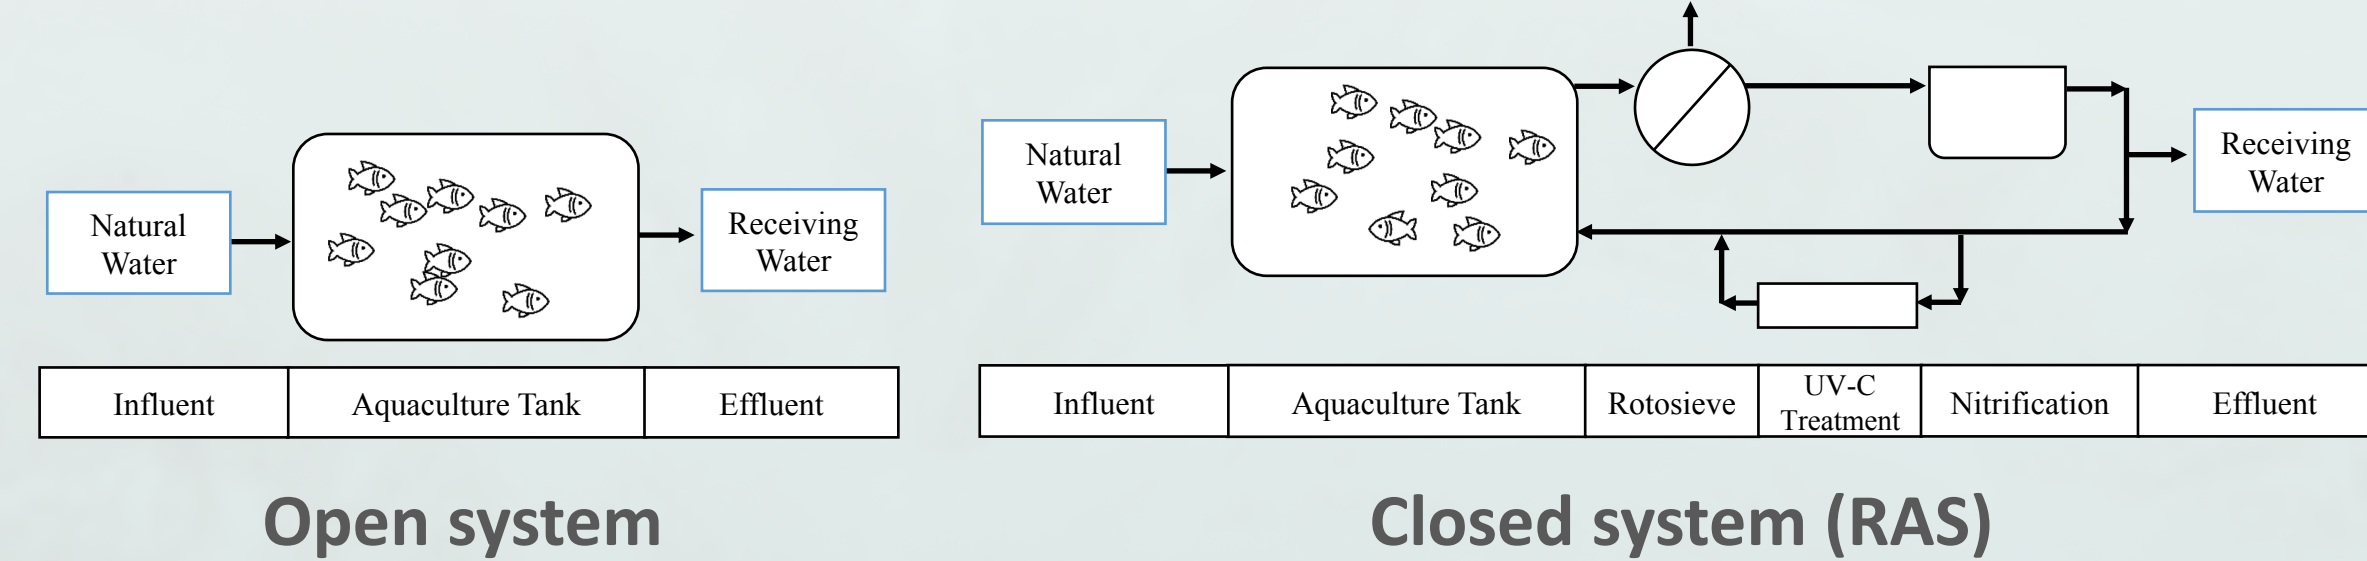 Natural
Water
Receiving
Water
Influent
Aquaculture Tank
Effluent
Open system
Natural
Water
Receiving
Water
Influent
Aquaculture Tank
Rotosieve
UV-C
Treatment
Nitrification
Effluent
Closed system (RAS)